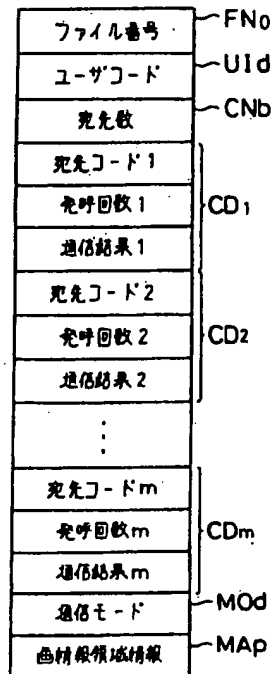 ファイル番号 FNo
ユーザコード UId
宛先数 CNb
宛先コード1
発呼回数1 CD1
通信結果1
宛先コード2
発呼回数2 CD2
通信結果2
⋮
宛先コードm
発呼回数m CDm
通信結果m
通信モード MOd
画情報領域情報 MAp